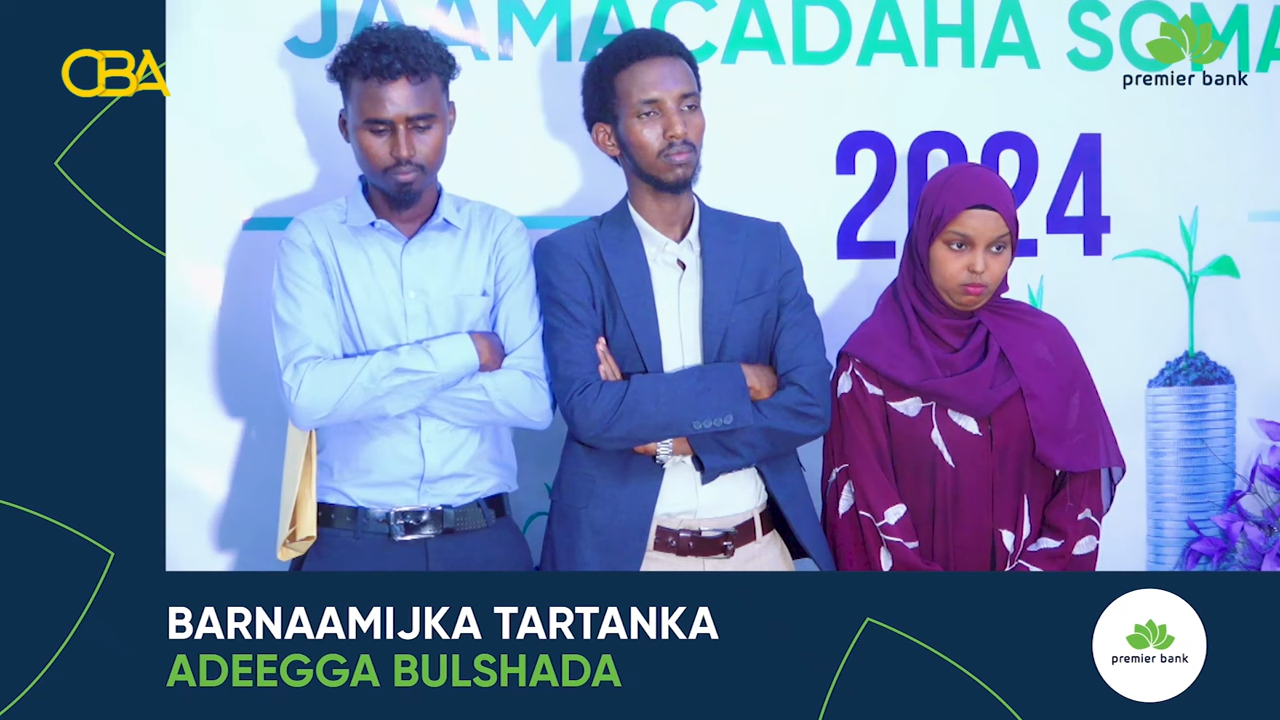 JAAMACADAHA SOMA
CBA
premier bank
2024
BARNAAMIJKA TARTANKA
ADEEGGA BULSHADA
premier bank